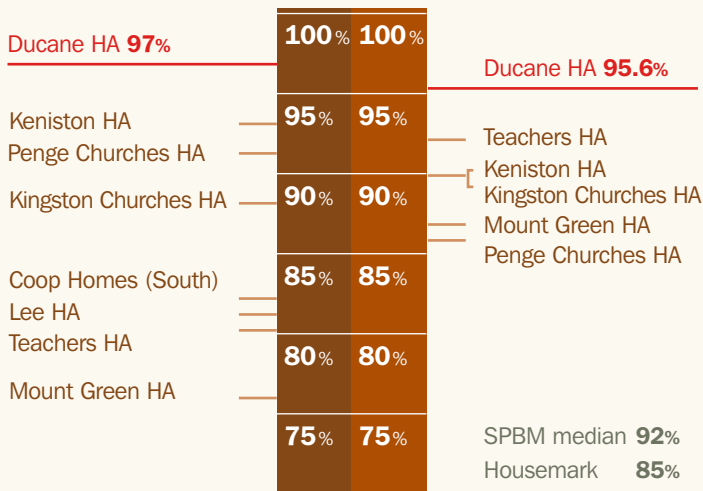 Ducane HA 97%
Keniston HA
Penge Churches HA
Kingston Churches HA
Coop Homes (South)
Lee HA
Teachers HA
Mount Green HA
100% 100%
95% 95%
90% 90%
85% 85%
80% 80%
75% 75%
Ducane HA 95.6%
Teachers HA
Keniston HA
Kingston Churches HA
Mount Green HA
Penge Churches HA
SPBM median 92%
Housemark 85%